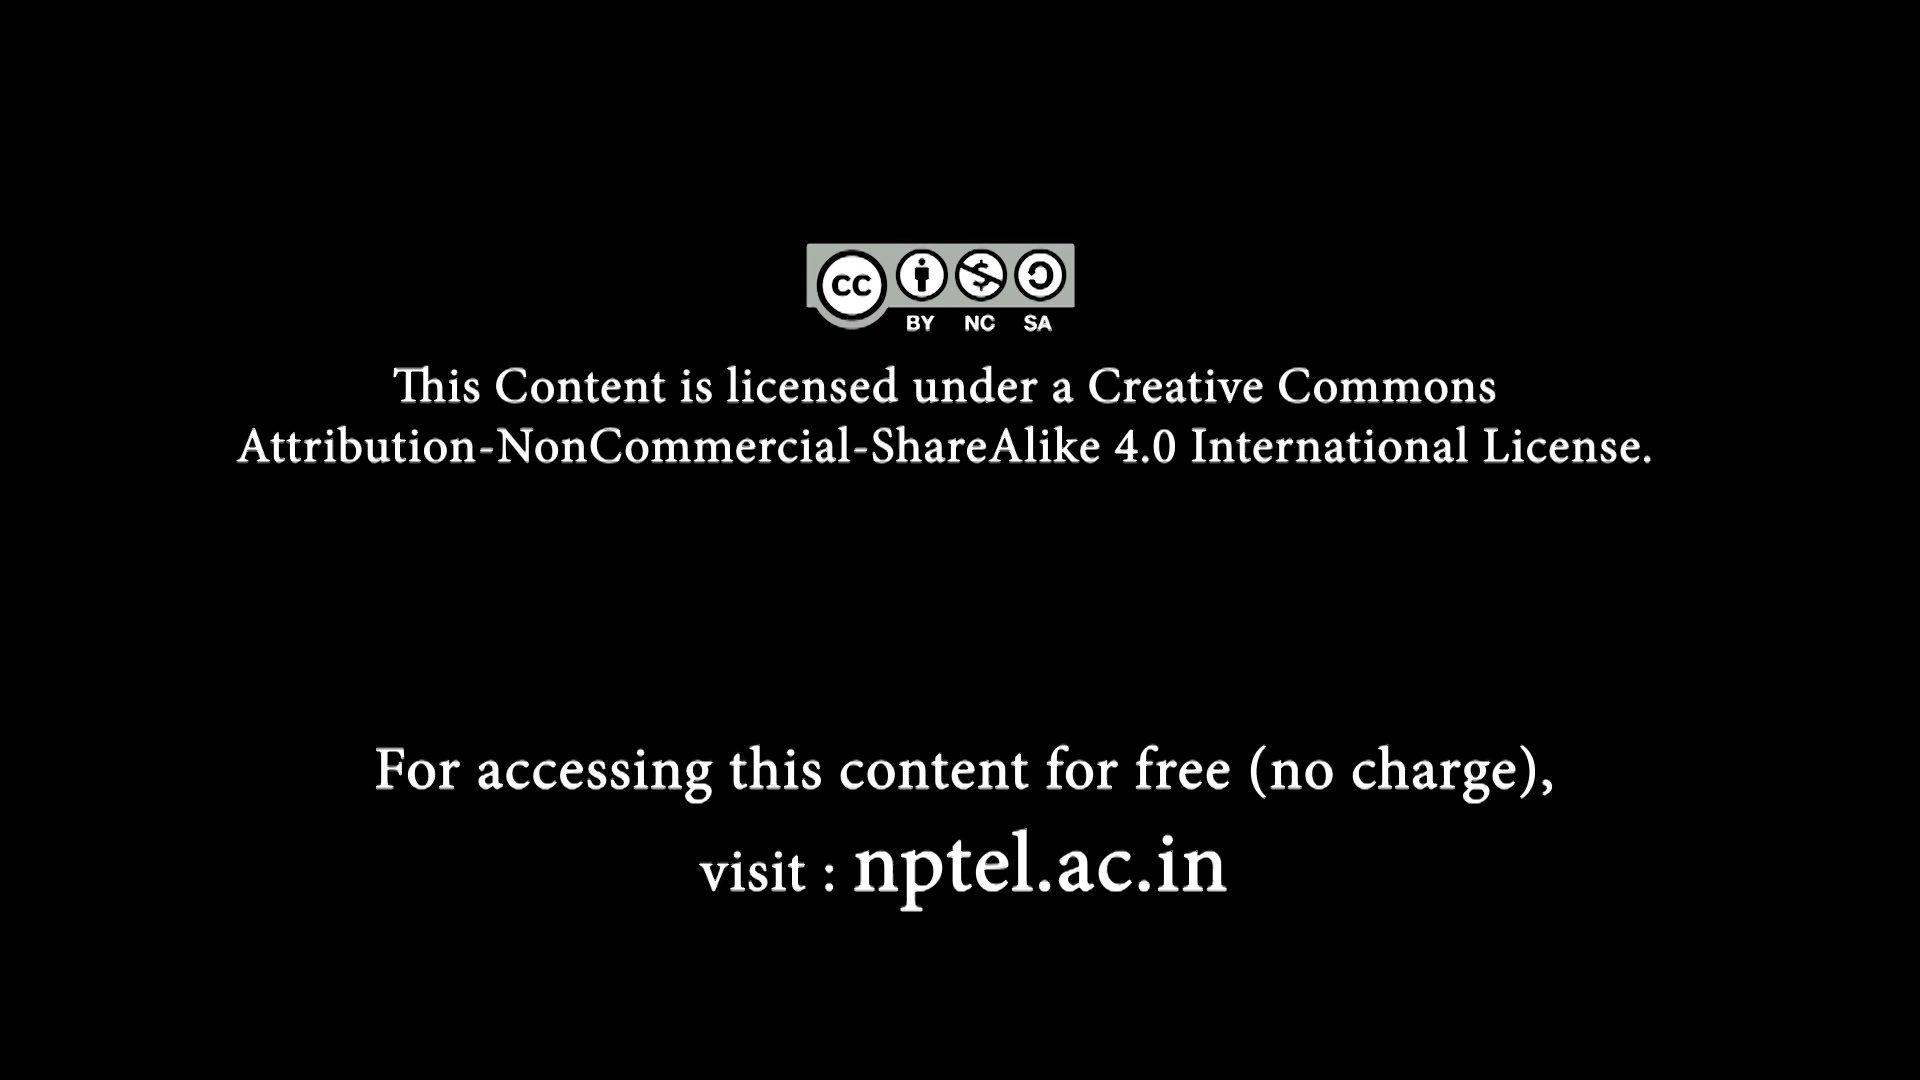 cc
BY NC SA
This Content is licensed under a Creative Commons
Attribution-NonCommercial-ShareAlike 4.0 International License.
For accessing this content for free (no charge),
visit : nptel.ac.in